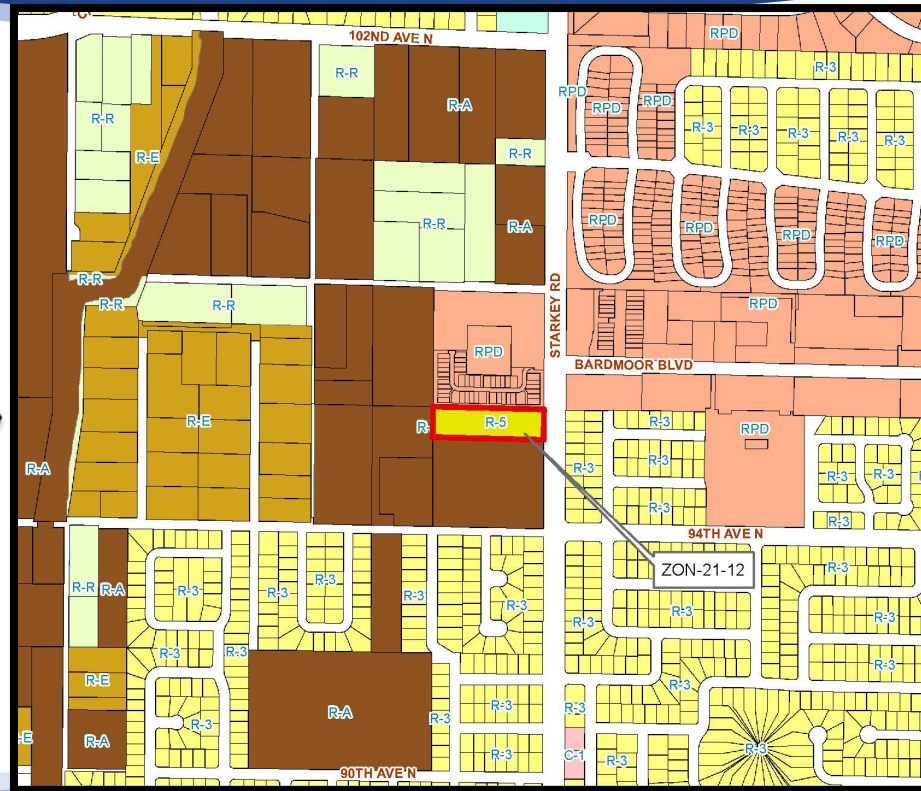 102ND AVE N
RPD
R-3
R-R
R-A
RPD
RPD
RPD
R-R
R-3
R-3
R-3
R-3
R-3
R-E
R-R
R-R
R-A
RPD
RPD
RPD
RPD
R-R
R-R
R-R
RPD
STARKEY RD
RPD
BARDMOOR BLVD
R-E
R-
R-5
R-3
RPD
R-3
R-A
R-3
R-3
R-3
R-3
R-3
94TH AVE N
ZON-21-12
R-3
R-R
R-A
R-3
R-3
R-3
R-3
R-3
R-3
R-3
R-3
R-3
R-3
R-3
R-E
R-3
R-A
R-3
R-3
R-3
R-3
-E
R-A
R-3
C-1
R-3
R-3
90TH AVE N